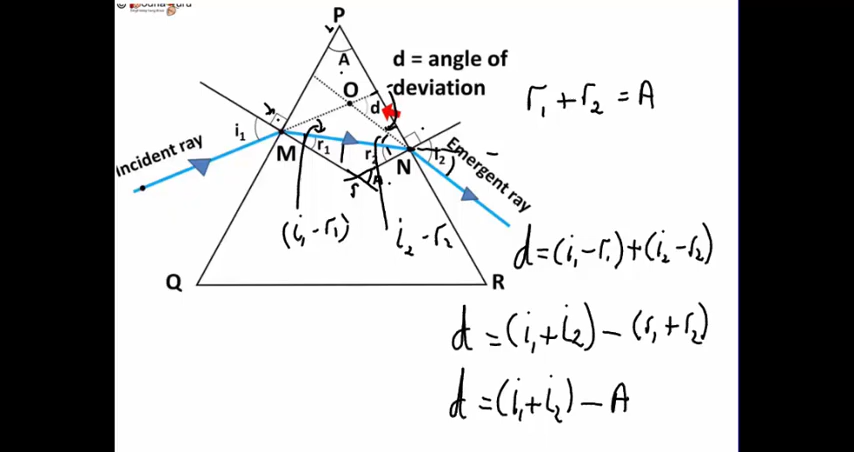 P
A
d = angle of
deviation
O
d
r₁ + r₂ = A
i₁
Incident ray
M
r₁
N
i₂
Emergent ray
(i₁ - r₁)
i₂ - r₂
d = (i₁ - r₁) + (i₂ - r₂)
Q
R
d = (i₁ + i₂) - (r₁ + r₂)
d = (i₁ + i₂) - A